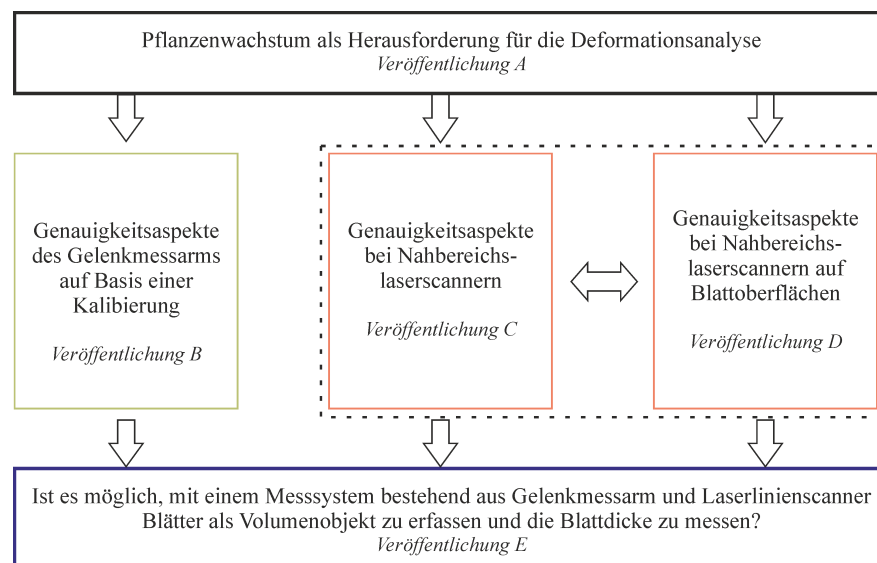 Pflanzenwachstum als Herausforderung für die Deformationsanalyse
Veröffentlichung A
Genauigkeitsaspekte
des Gelenkmessarms
auf Basis einer
Kalibierung
Veröffentlichung B
Genauigkeitsaspekte
bei Nahbereichs-
laserscannern
Veröffentlichung C
Genauigkeitsaspekte
bei Nahbereichs-
laserscannern auf
Blattoberflächen
Veröffentlichung D
Ist es möglich, mit einem Messsystem bestehend aus Gelenkmessarm und Laserlinienscanner
Blätter als Volumenobjekt zu erfassen und die Blattdicke zu messen?
Veröffentlichung E